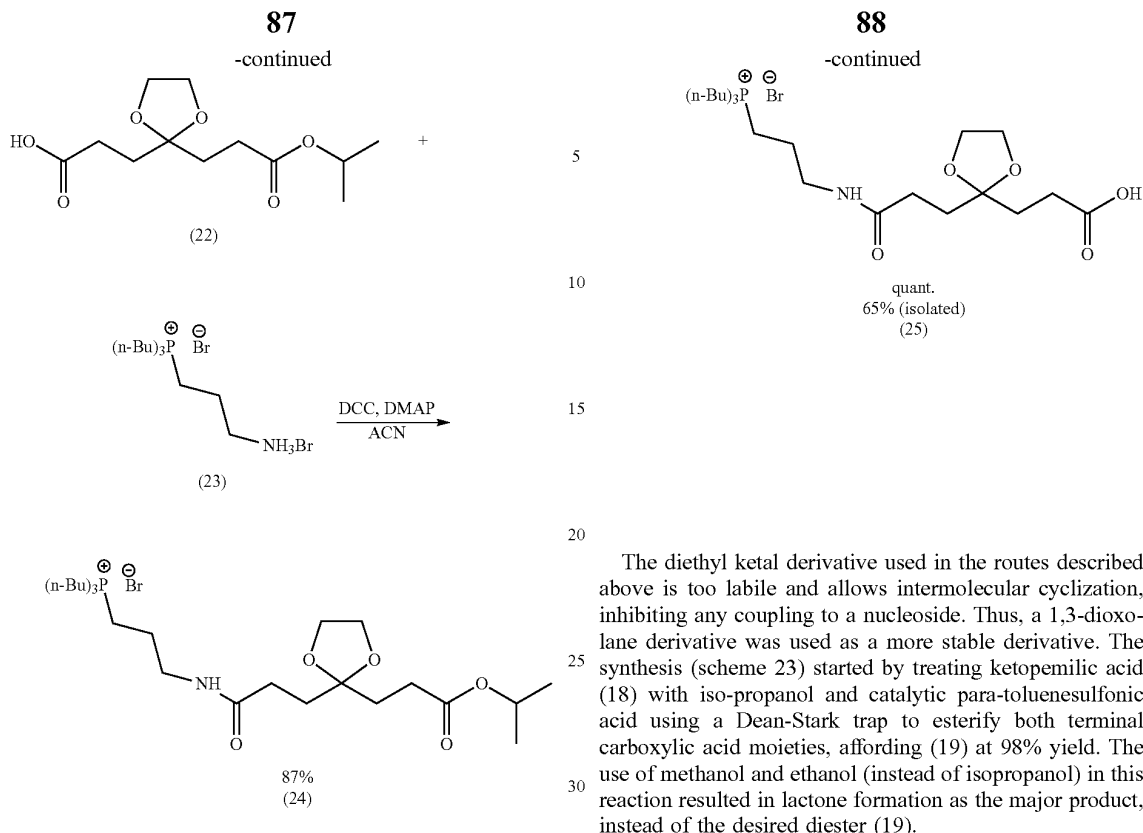 87
-continued
HO
O
O
O
O
O
+
(22)
⊕ ⊖
(n-Bu)₃P Br
NH₃Br
(23)
DCC, DMAP
ACN
⊕ ⊖
(n-Bu)₃P Br
NH
O
O
O
O
O
87%
(24)
5
10
15
20
25
30
88
-continued
⊕ ⊖
(n-Bu)₃P Br
NH
O
O
O
OH
O
quant.
65% (isolated)
(25)
The diethyl ketal derivative used in the routes described
above is too labile and allows intermolecular cyclization,
inhibiting any coupling to a nucleoside. Thus, a 1,3-dioxo-
lane derivative was used as a more stable derivative. The
synthesis (scheme 23) started by treating ketopemilic acid
(18) with iso-propanol and catalytic para-toluenesulfonic
acid using a Dean-Stark trap to esterify both terminal
carboxylic acid moieties, affording (19) at 98% yield. The
use of methanol and ethanol (instead of isopropanol) in this
reaction resulted in lactone formation as the major product,
instead of the desired diester (19).